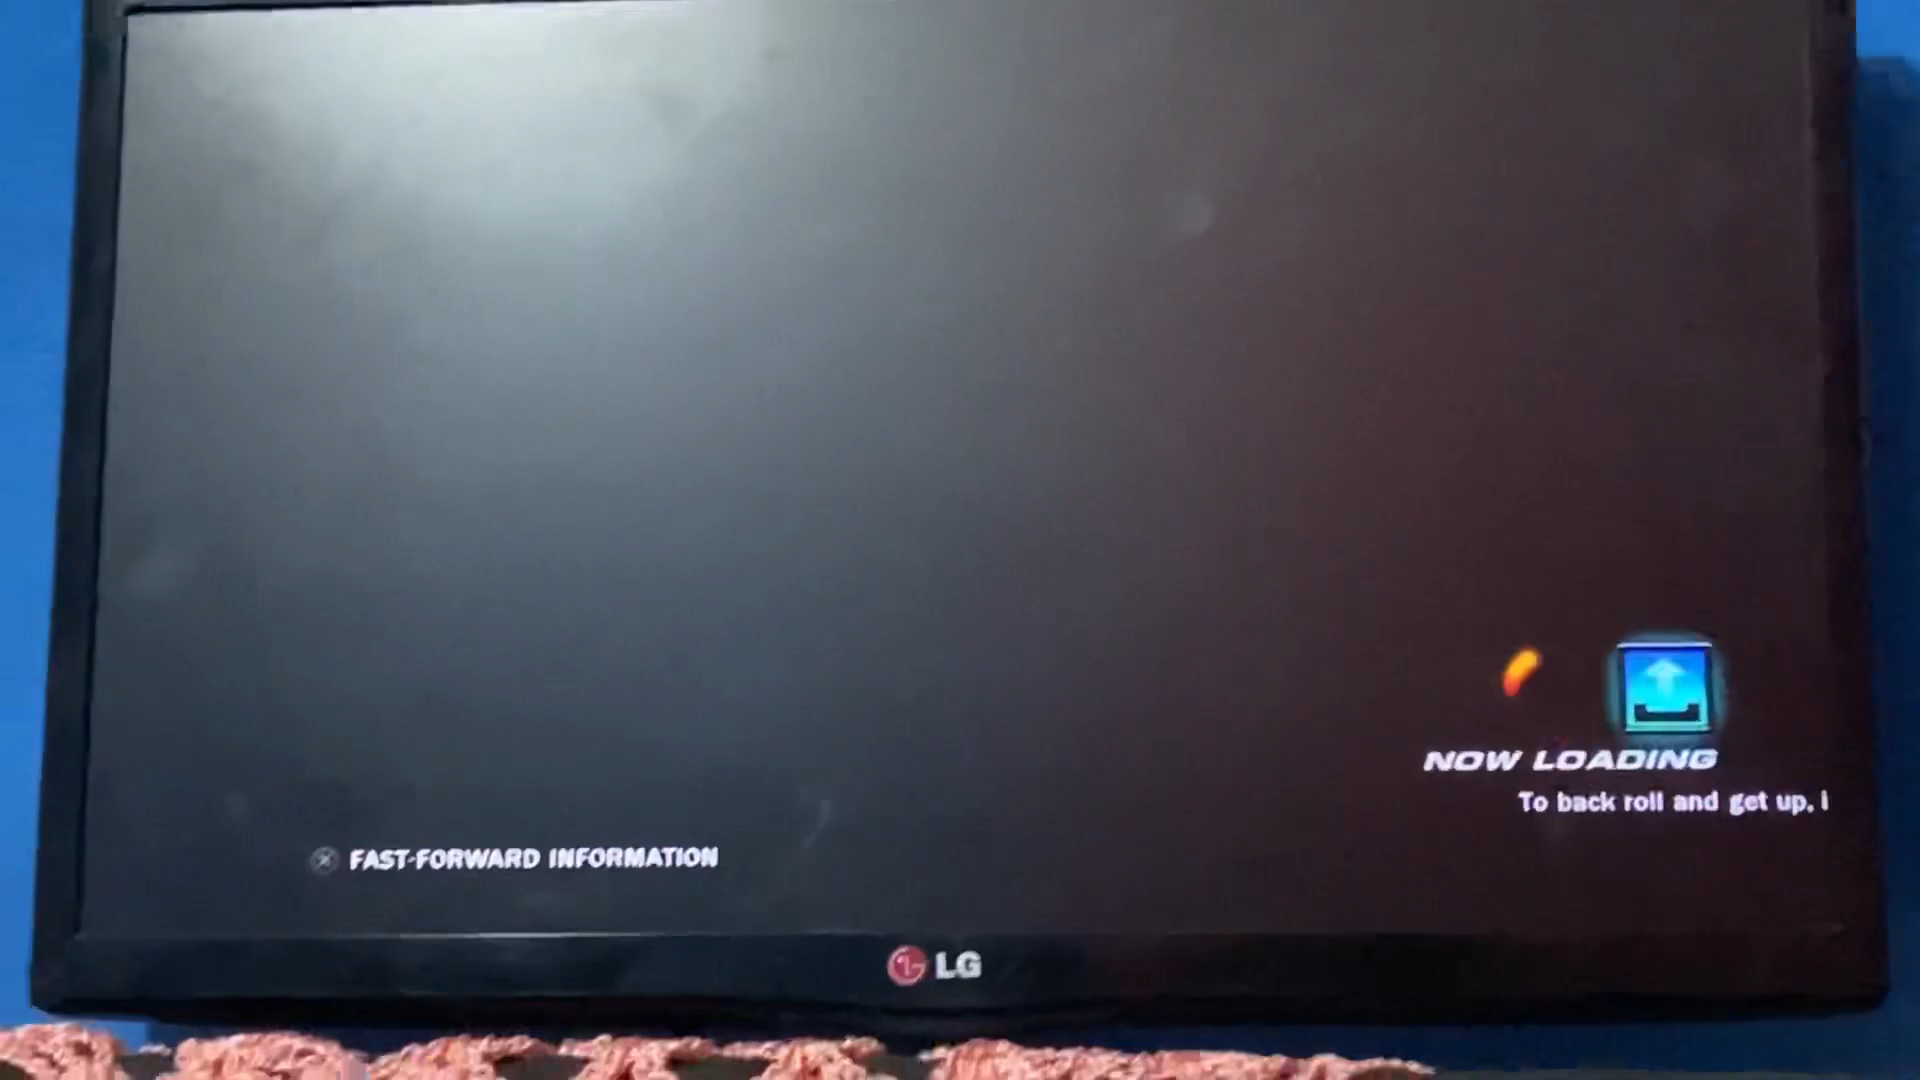 NOW LOADING
To back roll and get up, i
FAST-FORWARD INFORMATION
LG